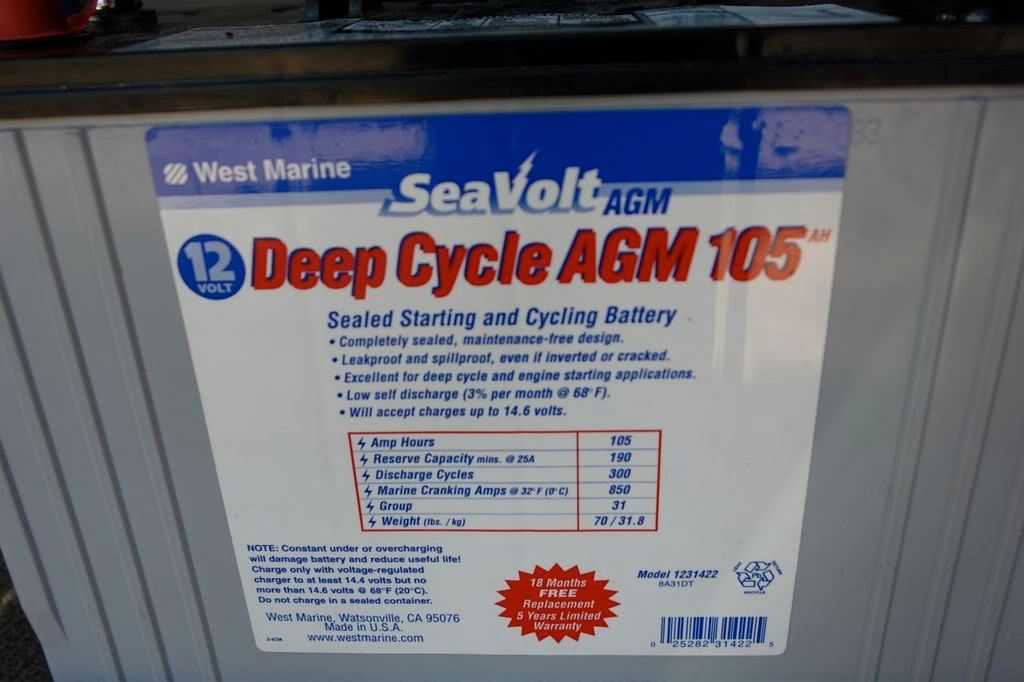 West Marine
SeaVolt AGM
12 VOLT
Deep Cycle AGM 105 AH
Sealed Starting and Cycling Battery
• Completely sealed, maintenance-free design.
• Leakproof and spillproof, even if inverted or cracked.
• Excellent for deep cycle and engine starting applications.
• Low self discharge (3% per month @ 68°F).
• Will accept charges up to 14.6 volts.
Amp Hours 105
Reserve Capacity mins. @ 25A 190
Discharge Cycles 300
Marine Cranking Amps @ 32°F (0°C) 850
Group 31
Weight (lbs. / kg) 70 / 31.8
NOTE: Constant under or overcharging
will damage battery and reduce useful life!
Charge only with voltage-regulated
charger to at least 14.4 volts but no
more than 14.6 volts @ 68°F (20°C).
Do not charge in a sealed container.
West Marine, Watsonville, CA 95076
Made in U.S.A.
www.westmarine.com
18 Months
FREE
Replacement
5 Years Limited
Warranty
Model 1231422
8A31DT
Pb
RECYCLE
0 25282 31422 5